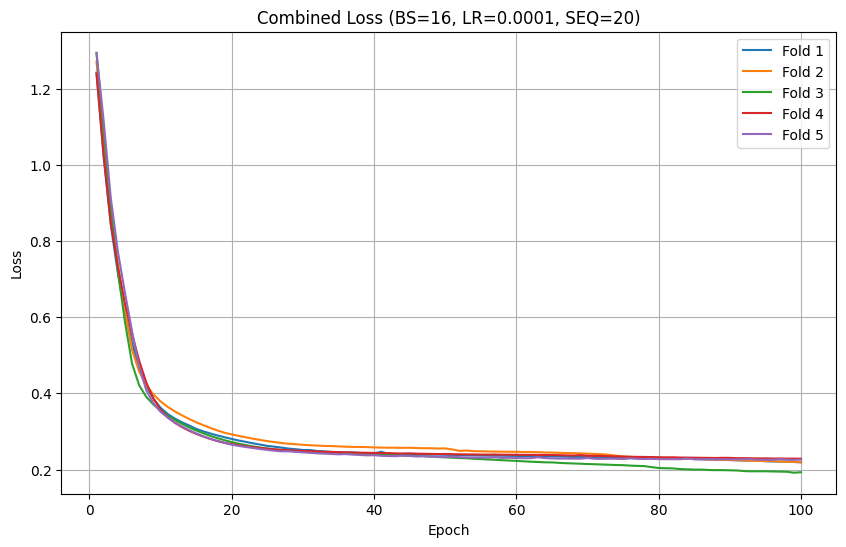 Combined Loss (BS=16, LR=0.0001, SEQ=20)
Fold 1
Fold 2
Fold 3
Fold 4
Fold 5
Loss
1.2
1.0
0.8
0.6
0.4
0.2
0 20 40 60 80 100
Epoch